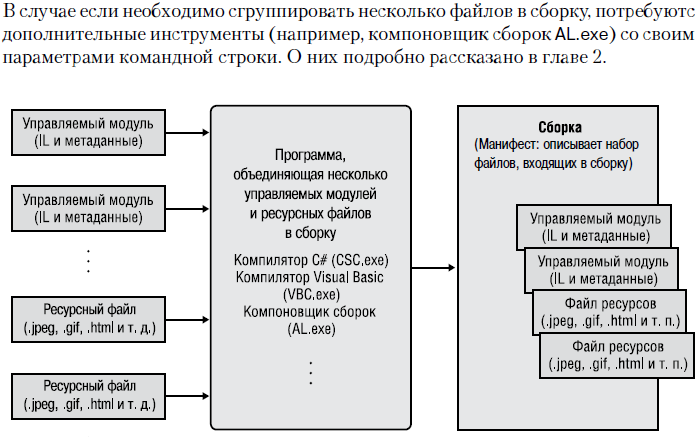 В случае если необходимо сгруппировать несколько файлов в сборку, потребуютс
дополнительные инструменты (например, компоновщик сборок AL.exe) со своим
параметрами командной строки. О них подробно рассказано в главе 2.
Управляемый модуль
(IL и метаданные)
Управляемый модуль
(IL и метаданные)
Ресурсный файл
(.jpeg, .gif, .html и т. д.)
Ресурсный файл
(.jpeg, .gif, .html и т. д.)
Программа,
объединяющая несколько
управляемых модулей
и ресурсных файлов
в сборку
Компилятор C# (CSC.exe)
Компилятор Visual Basic
(VBC.exe)
Компоновщик сборок
(AL.exe)
Сборка
(Манифест: описывает набор
файлов, входящих в сборку)
Управляемый модуль
(IL и метаданные)
Управляемый модуль
(IL и метаданные)
Файл ресурсов
(.jpeg, .gif, .html и т. п.)
Файл ресурсов
(.jpeg, .gif, .html и т. п.)